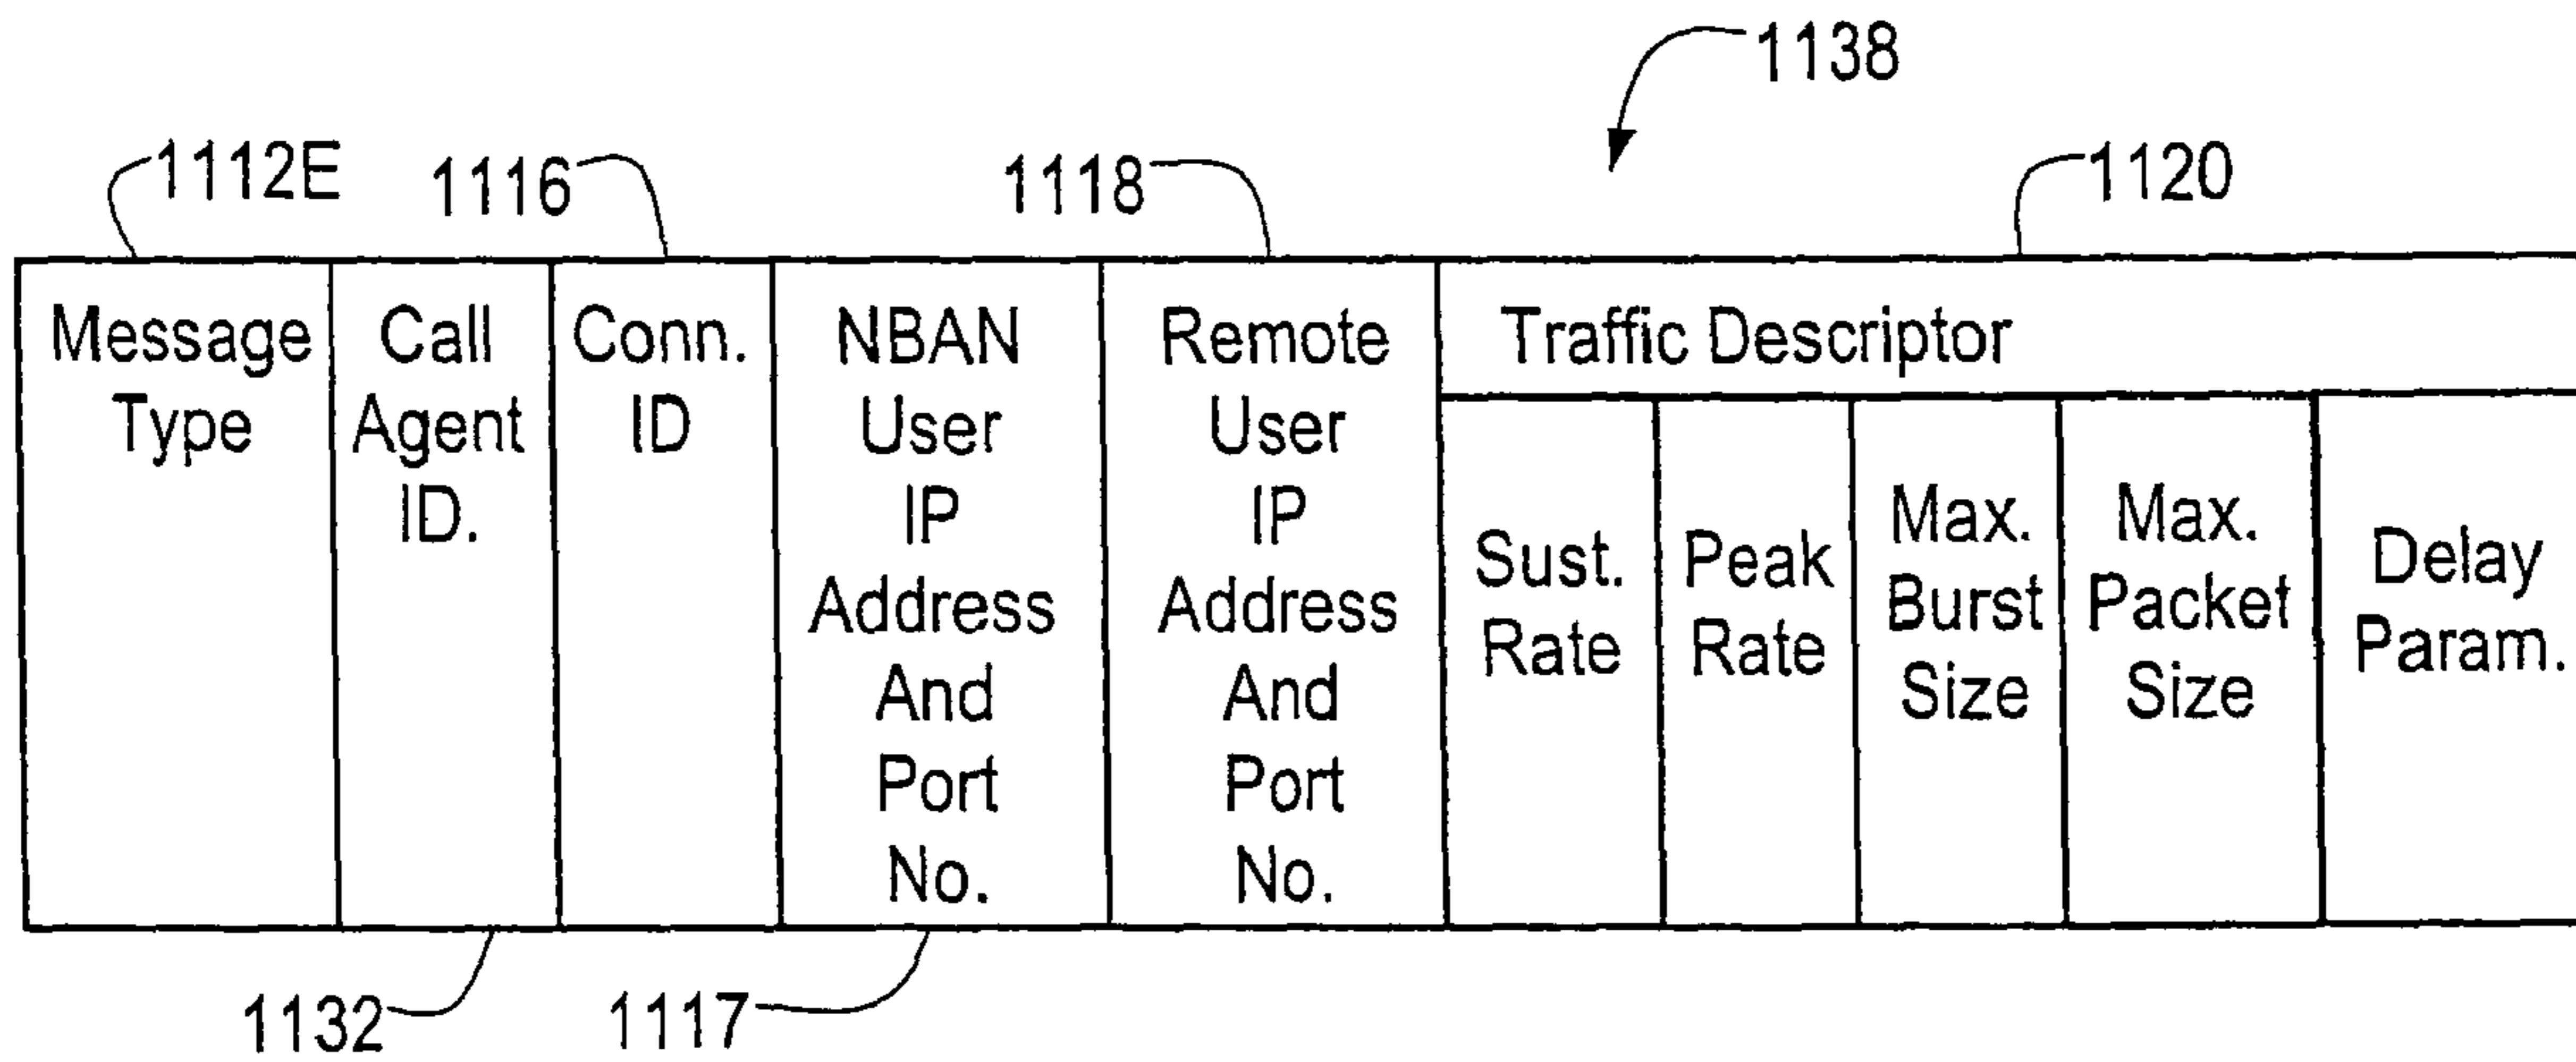 1138
1112E
1116
1118
1120
Message
Type
Call
Agent
ID.
Conn.
ID
NBAN
User
IP
Address
And
Port
No.
Remote
User
IP
Address
And
Port
No.
Traffic Descriptor
Sust.
Rate
Peak
Rate
Max.
Burst
Size
Max.
Packet
Size
Delay
Param.
1132
1117